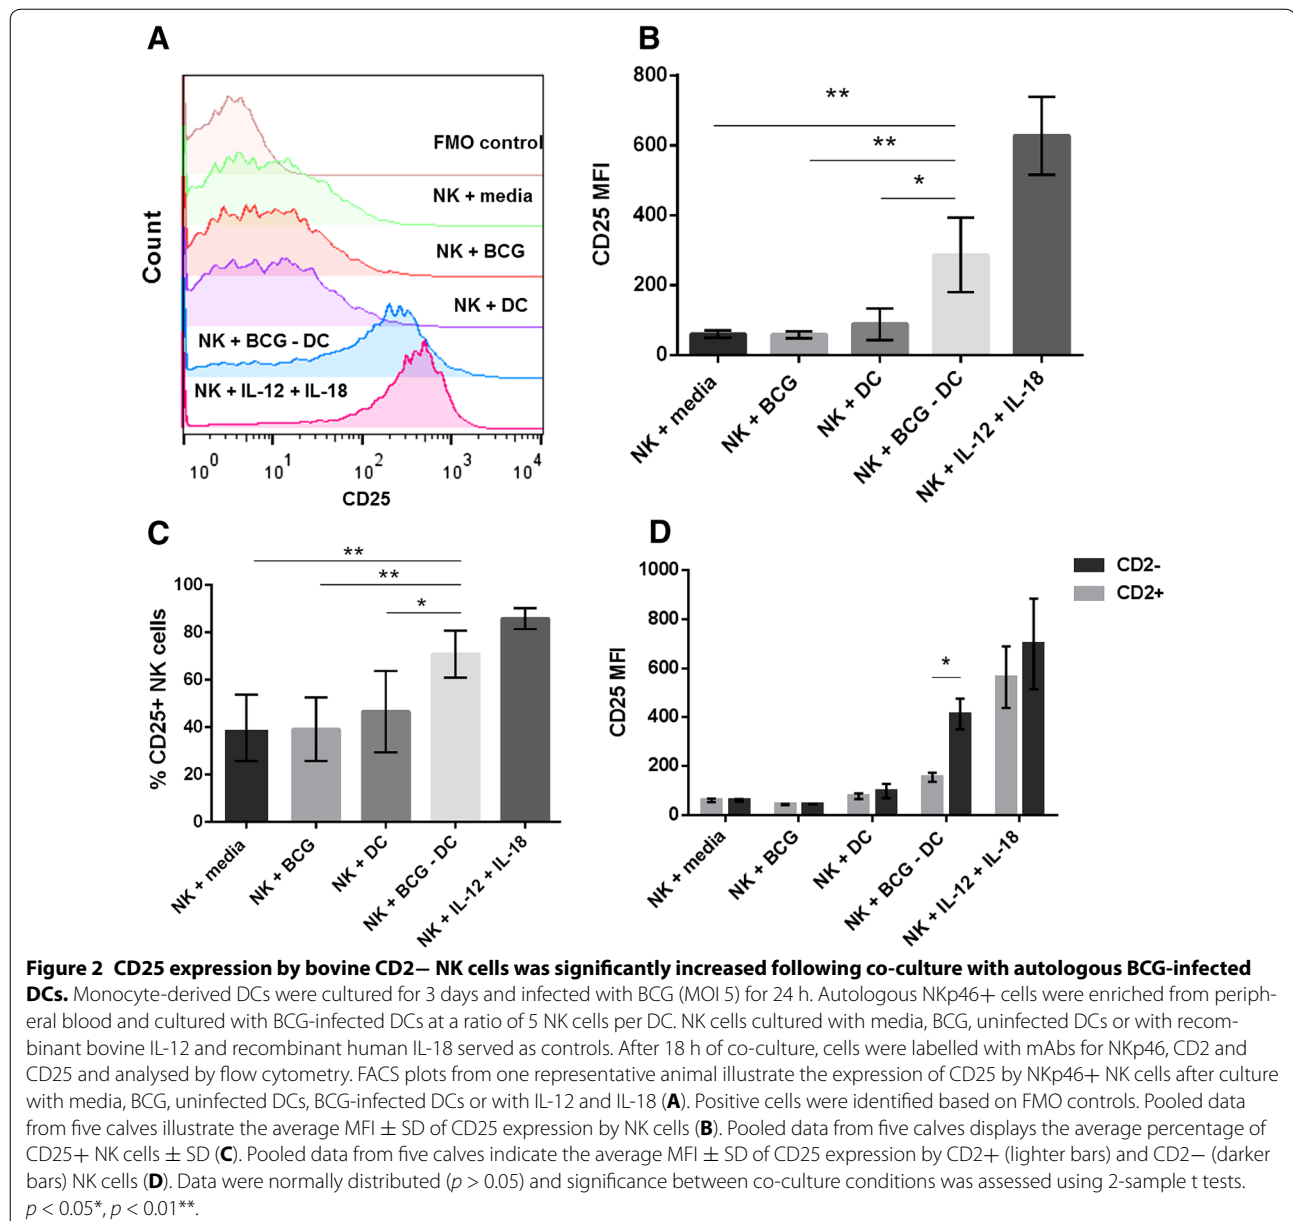 A
Count
FMO control
NK + media
NK + BCG
NK + DC
NK + BCG - DC
NK + IL-12 + IL-18
10⁰ 10¹ 10² 10³ 10⁴
CD25
B
CD25 MFI
800
600
400
200
0
**
**
*
NK + media
NK + BCG
NK + DC
NK + BCG - DC
NK + IL-12 + IL-18
C
% CD25+ NK cells
100
80
60
40
20
0
**
**
*
NK + media
NK + BCG
NK + DC
NK + BCG - DC
NK + IL-12 + IL-18
D
CD25 MFI
1000
800
600
400
200
0
*
CD2-
CD2+
NK + media
NK + BCG
NK + DC
NK + BCG - DC
NK + IL-12 + IL-18
Figure 2 CD25 expression by bovine CD2− NK cells was significantly increased following co-culture with autologous BCG-infected
DCs. Monocyte-derived DCs were cultured for 3 days and infected with BCG (MOI 5) for 24 h. Autologous NKp46+ cells were enriched from periph-
eral blood and cultured with BCG-infected DCs at a ratio of 5 NK cells per DC. NK cells cultured with media, BCG, uninfected DCs or with recom-
binant bovine IL-12 and recombinant human IL-18 served as controls. After 18 h of co-culture, cells were labelled with mAbs for NKp46, CD2 and
CD25 and analysed by flow cytometry. FACS plots from one representative animal illustrate the expression of CD25 by NKp46+ NK cells after culture
with media, BCG, uninfected DCs, BCG-infected DCs or with IL-12 and IL-18 (A). Positive cells were identified based on FMO controls. Pooled data
from five calves illustrate the average MFI ± SD of CD25 expression by NK cells (B). Pooled data from five calves displays the average percentage of
CD25+ NK cells ± SD (C). Pooled data from five calves indicate the average MFI ± SD of CD25 expression by CD2+ (lighter bars) and CD2− (darker
bars) NK cells (D). Data were normally distributed (p > 0.05) and significance between co-culture conditions was assessed using 2-sample t tests.
p < 0.05*, p < 0.01**.